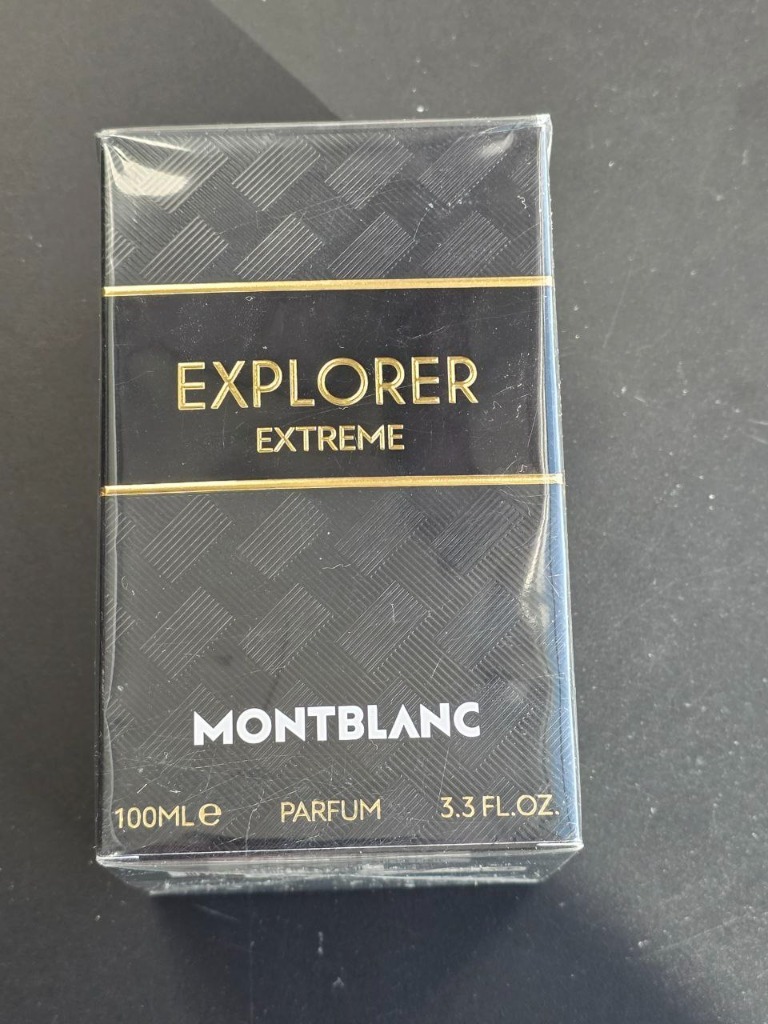 EXPLORER
EXTREME
MONTBLANC
100ML℮ PARFUM 3.3 FL.OZ.